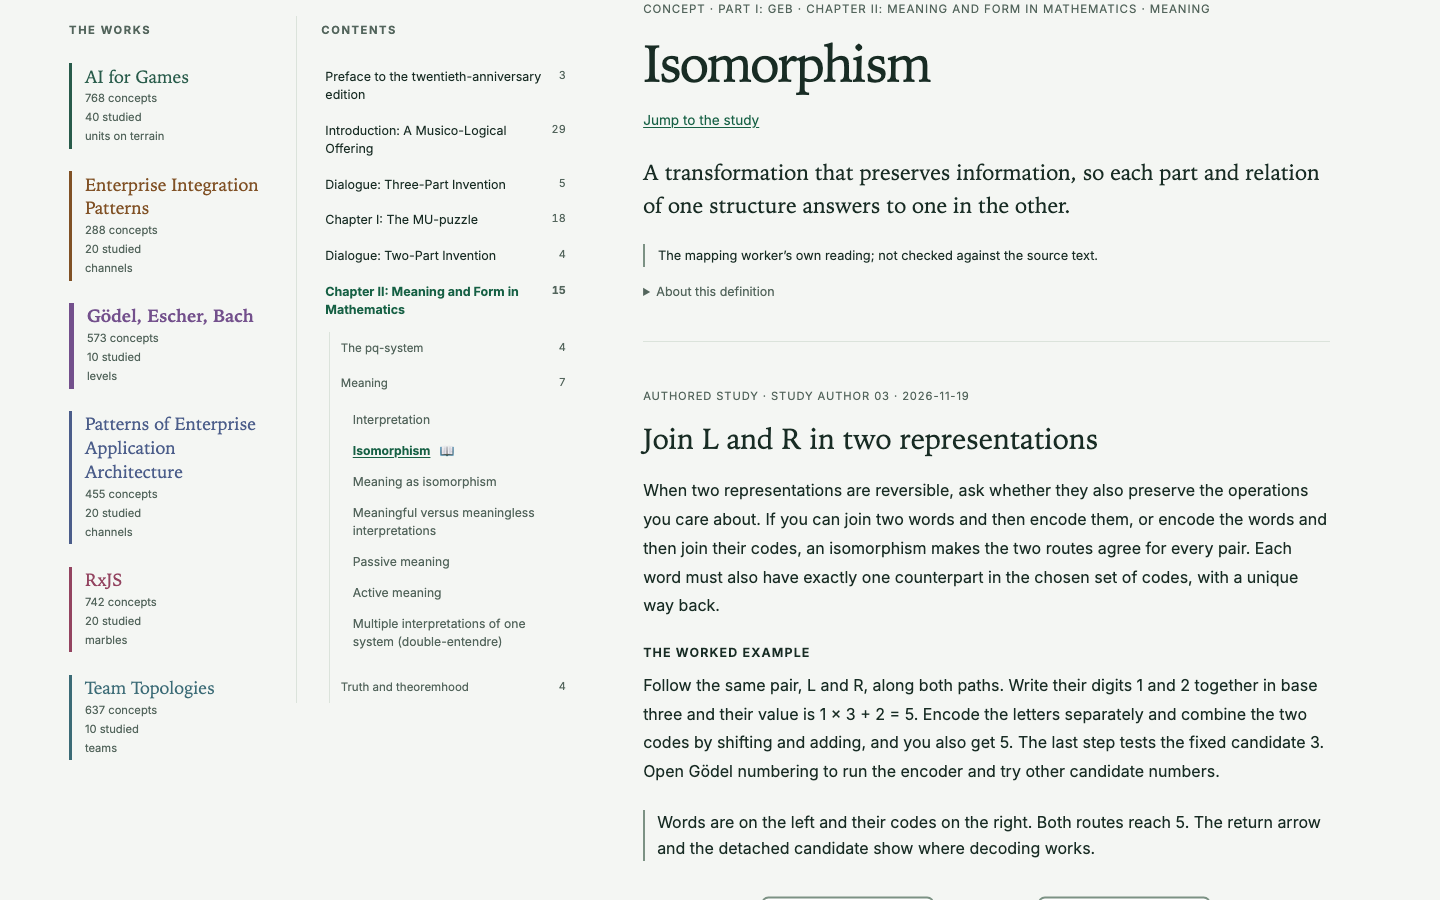 THE WORKS
AI for Games
768 concepts
40 studied
units on terrain
Enterprise Integration
Patterns
288 concepts
20 studied
channels
Gödel, Escher, Bach
573 concepts
10 studied
levels
Patterns of Enterprise
Application
Architecture
455 concepts
20 studied
channels
RxJS
742 concepts
20 studied
marbles
Team Topologies
637 concepts
10 studied
teams
CONTENTS
Preface to the twentieth-anniversary 3
edition
Introduction: A Musico-Logical 29
Offering
Dialogue: Three-Part Invention 5
Chapter I: The MU-puzzle 18
Dialogue: Two-Part Invention 4
Chapter II: Meaning and Form in 15
Mathematics
The pq-system 4
Meaning 7
Interpretation
Isomorphism
Meaning as isomorphism
Meaningful versus meaningless
interpretations
Passive meaning
Active meaning
Multiple interpretations of one
system (double-entendre)
Truth and theoremhood 4
CONCEPT · PART I: GEB · CHAPTER II: MEANING AND FORM IN MATHEMATICS · MEANING
Isomorphism
Jump to the study
A transformation that preserves information, so each part and relation
of one structure answers to one in the other.
The mapping worker’s own reading; not checked against the source text.
About this definition
AUTHORED STUDY · STUDY AUTHOR 03 · 2026-11-19
Join L and R in two representations
When two representations are reversible, ask whether they also preserve the operations
you care about. If you can join two words and then encode them, or encode the words and
then join their codes, an isomorphism makes the two routes agree for every pair. Each
word must also have exactly one counterpart in the chosen set of codes, with a unique
way back.
THE WORKED EXAMPLE
Follow the same pair, L and R, along both paths. Write their digits 1 and 2 together in base
three and their value is 1 × 3 + 2 = 5. Encode the letters separately and combine the two
codes by shifting and adding, and you also get 5. The last step tests the fixed candidate 3.
Open Gödel numbering to run the encoder and try other candidate numbers.
Words are on the left and their codes on the right. Both routes reach 5. The return arrow
and the detached candidate show where decoding works.